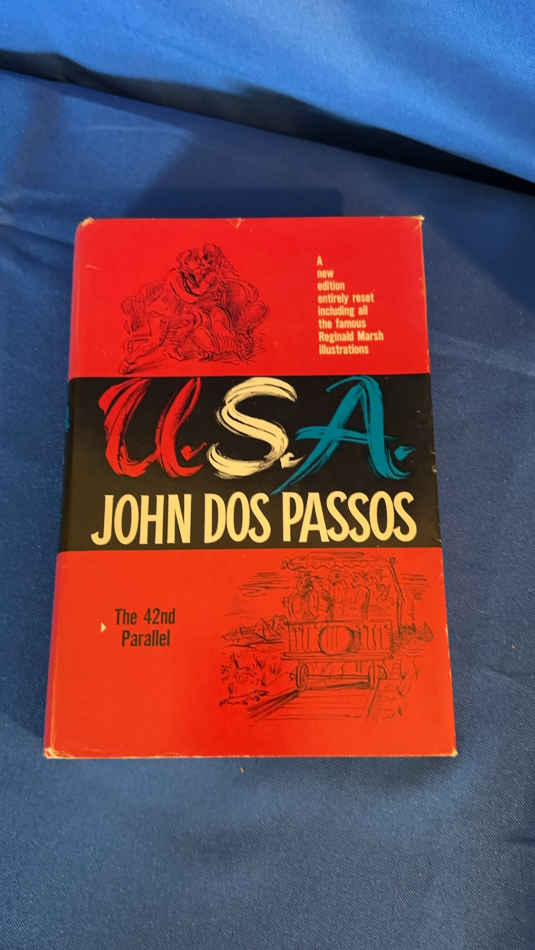 A
new
edition
entirely reset
including all
the famous
Reginald Marsh
illustrations
U.S.A.
JOHN DOS PASSOS
The 42nd
Parallel